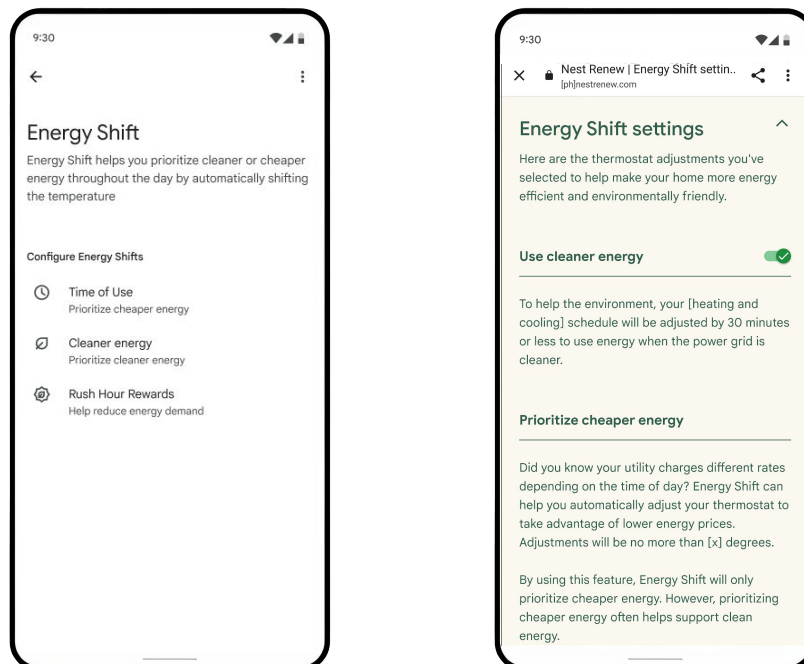 9:30
Energy Shift
Energy Shift helps you prioritize cleaner or cheaper
energy throughout the day by automatically shifting
the temperature
Configure Energy Shifts
Time of Use
Prioritize cheaper energy
Cleaner energy
Prioritize cleaner energy
Rush Hour Rewards
Help reduce energy demand
9:30
Nest Renew | Energy Shift settin..
[ph]nestrenew.com
Energy Shift settings
Here are the thermostat adjustments you've
selected to help make your home more energy
efficient and environmentally friendly.
Use cleaner energy
To help the environment, your [heating and
cooling] schedule will be adjusted by 30 minutes
or less to use energy when the power grid is
cleaner.
Prioritize cheaper energy
Did you know your utility charges different rates
depending on the time of day? Energy Shift can
help you automatically adjust your thermostat to
take advantage of lower energy prices.
Adjustments will be no more than [x] degrees.
By using this feature, Energy Shift will only
prioritize cheaper energy. However, prioritizing
cheaper energy often helps support clean
energy.